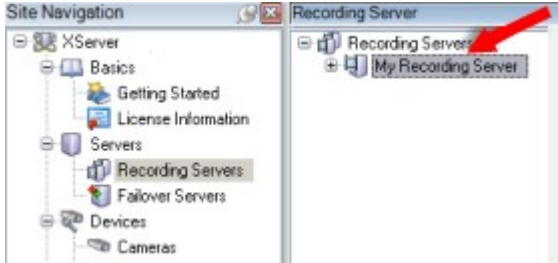 Site Navigation
XServer
Basics
Getting Started
License Information
Servers
Recording Servers
Failover Servers
Devices
Cameras
Recording Server
Recording Servers
My Recording Server